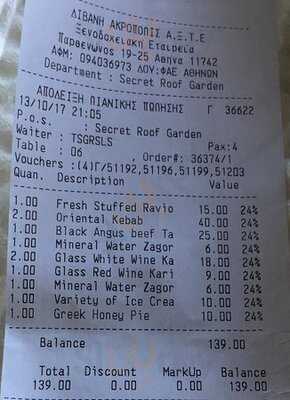 ΔΙΒΑΝΗ ΑΚΡΟΠΟΛΙΣ Α.Ξ.Τ.Ε
Ξενοδοχειακή Εταιρεία
Παρθενώνος 19-25 Αθήνα 11742
ΑΦΜ: 094036973 ΔΟΥ:ΦΑΕ ΑΘΗΝΩΝ
Department : Secret Roof Garden
ΑΠΟΔΕΙΞΗ ΛΙΑΝΙΚΗΣ ΠΩΛΗΣΗΣ Γ 36622
13/10/17 21:05
P.o.s. : Secret Roof Garden
Waiter : TSGRSLS Pax:4
Table : 06 , Order#: 36374/1
Vouchers :(4)Γ/51192,51196,51199,51203
Quan. Description Value
1.00 Fresh Stuffed Ravio 15.00 24%
2.00 Oriental Kebab 40.00 24%
1.00 Black Angus beef Ta 25.00 24%
1.00 Mineral Water Zagor 6.00 24%
2.00 Glass White Wine Ka 18.00 24%
1.00 Glass Red Wine Kari 9.00 24%
1.00 Mineral Water Zagor 6.00 24%
1.00 Variety of Ice Crea 10.00 24%
1.00 Greek Honey Pie 10.00 24%
Balance 139.00
Total Discount MarkUp Balance
139.00 0.00 0.00 139.00